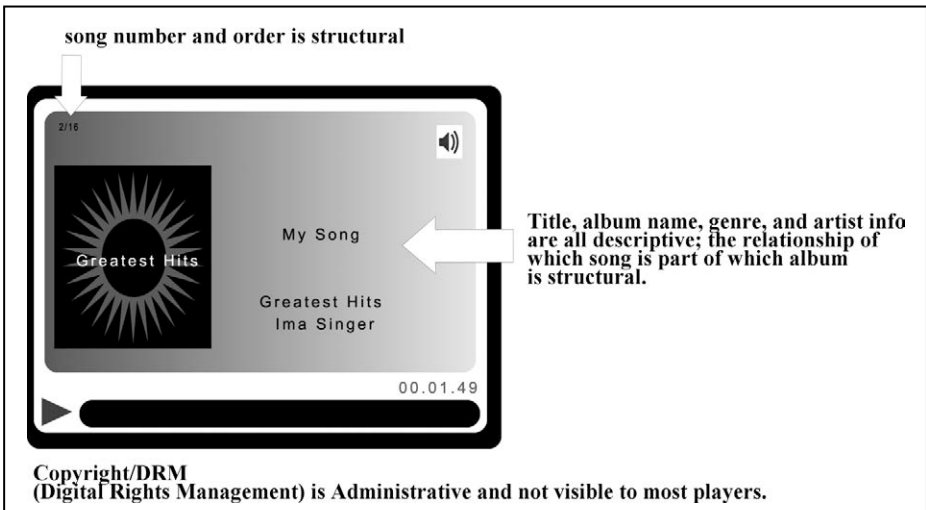 song number and order is structural
2/16
Greatest Hits
My Song
Greatest Hits
Ima Singer
Title, album name, genre, and artist info
are all descriptive; the relationship of
which song is part of which album
is structural.
00.01.49
Copyright/DRM
(Digital Rights Management) is Administrative and not visible to most players.